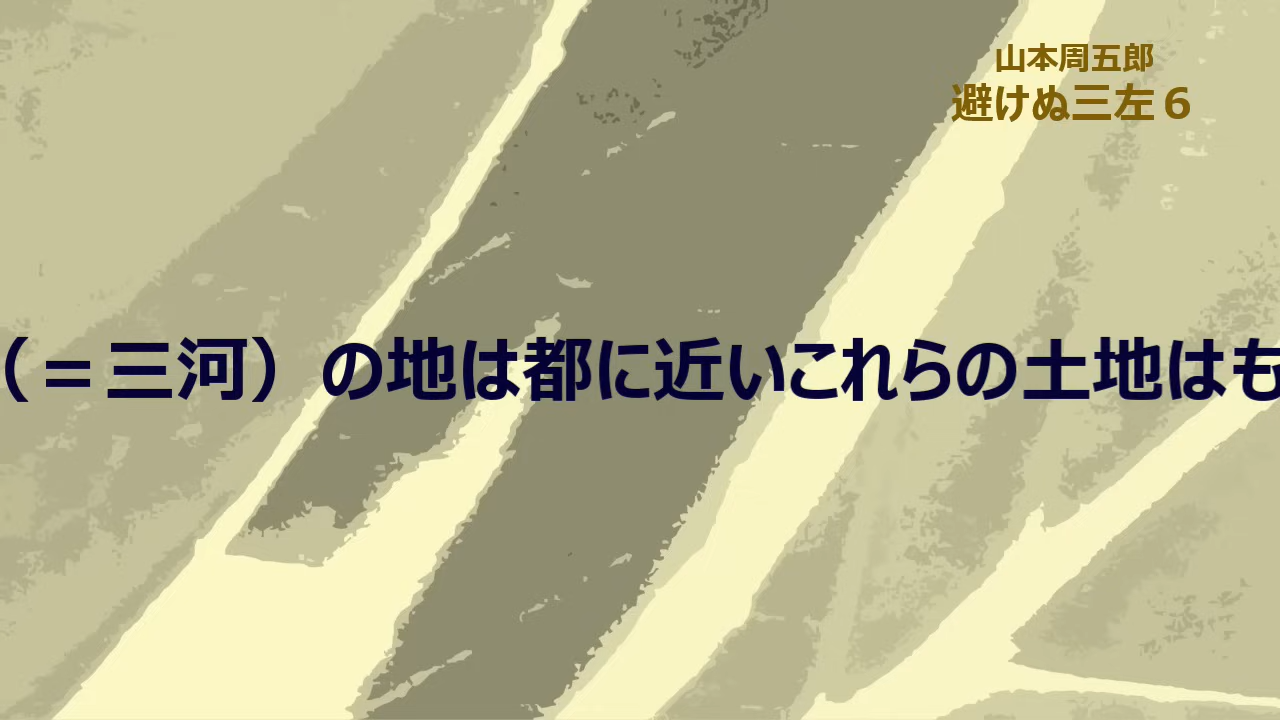 山本周五郎
避けぬ三左６
（＝三河）の地は都に近いこれらの土地はも